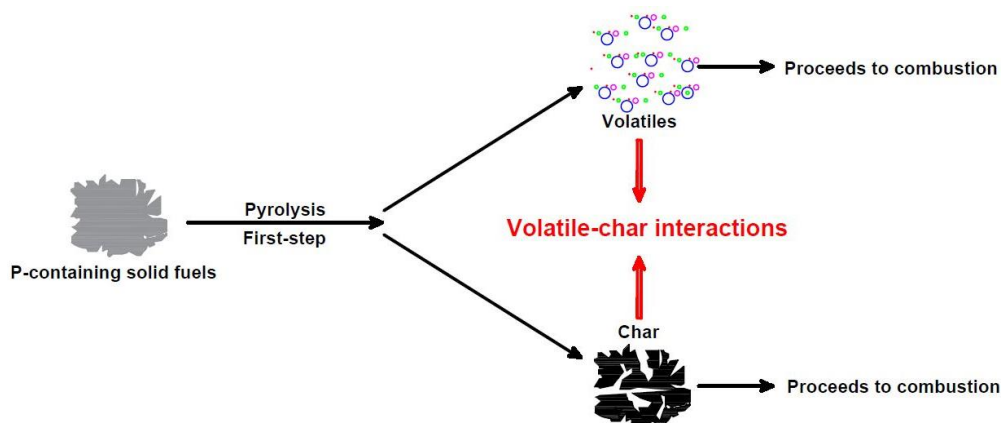 Proceeds to combustion
Volatiles
Pyrolysis
First-step
Volatile-char interactions
P-containing solid fuels
Char
Proceeds to combustion